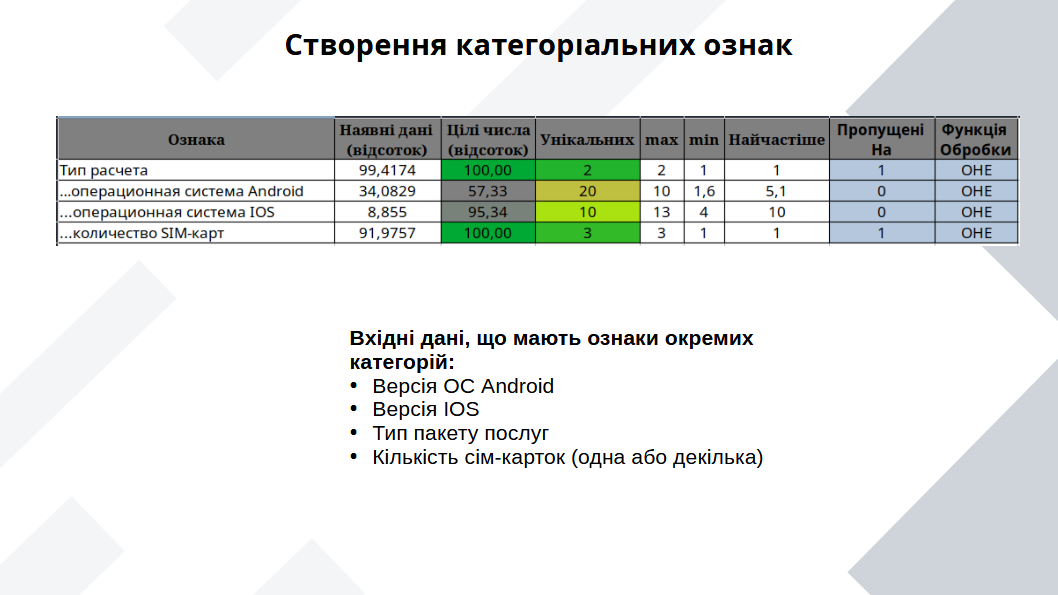 Створення категоріальних ознак
Ознака Наявні дані (відсоток) Цілі числа (відсоток) Унікальних max min Найчастіше Пропущені На Функція Обробки
Тип расчета 99,4174 100,00 2 2 1 1 1 OHE
...операционная система Android 34,0829 57,33 20 10 1,6 5,1 0 OHE
...операционная система IOS 8,855 95,34 10 13 4 10 0 OHE
...количество SIM-карт 91,9757 100,00 3 3 1 1 1 OHE
Вхідні дані, що мають ознаки окремих
категорій:
• Версія ОС Android
• Версія IOS
• Тип пакету послуг
• Кількість сім-карток (одна або декілька)